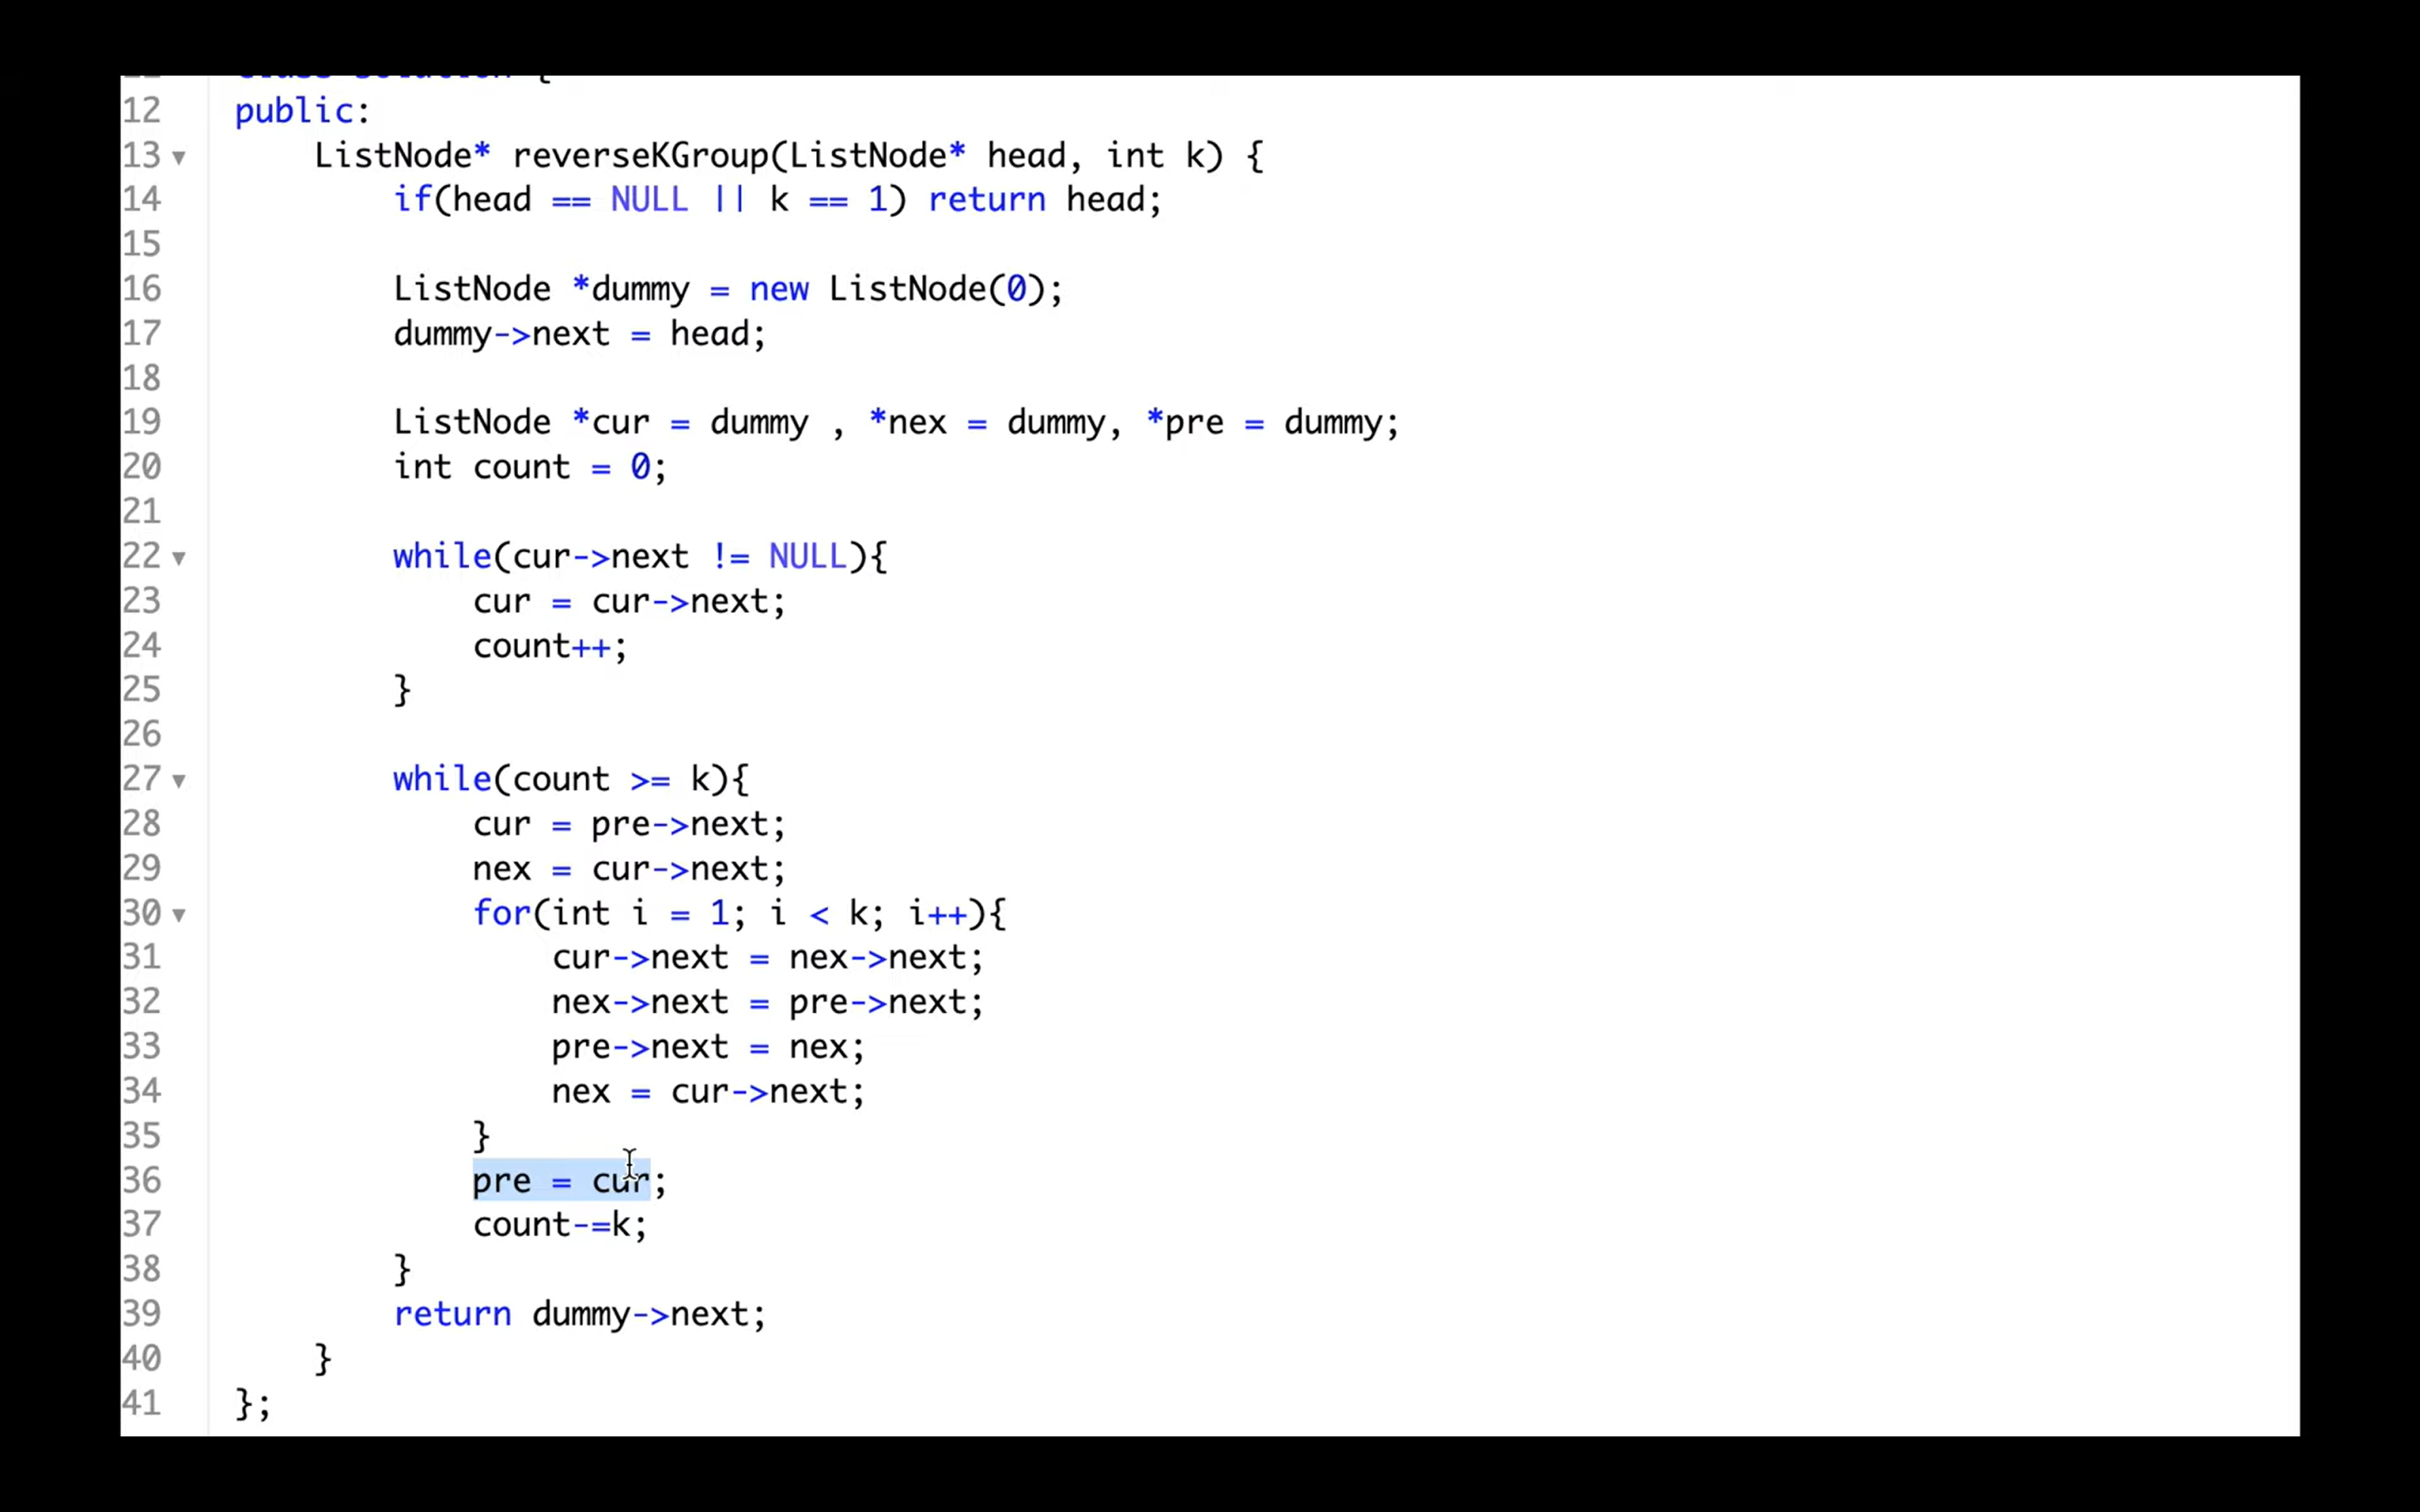 class Solution {
12 public:
13 ListNode* reverseKGroup(ListNode* head, int k) {
14 if(head == NULL || k == 1) return head;
15
16 ListNode *dummy = new ListNode(0);
17 dummy->next = head;
18
19 ListNode *cur = dummy , *nex = dummy, *pre = dummy;
20 int count = 0;
21
22 while(cur->next != NULL){
23 cur = cur->next;
24 count++;
25 }
26
27 while(count >= k){
28 cur = pre->next;
29 nex = cur->next;
30 for(int i = 1; i < k; i++){
31 cur->next = nex->next;
32 nex->next = pre->next;
33 pre->next = nex;
34 nex = cur->next;
35 }
36 pre = cur;
37 count-=k;
38 }
39 return dummy->next;
40 }
41 };